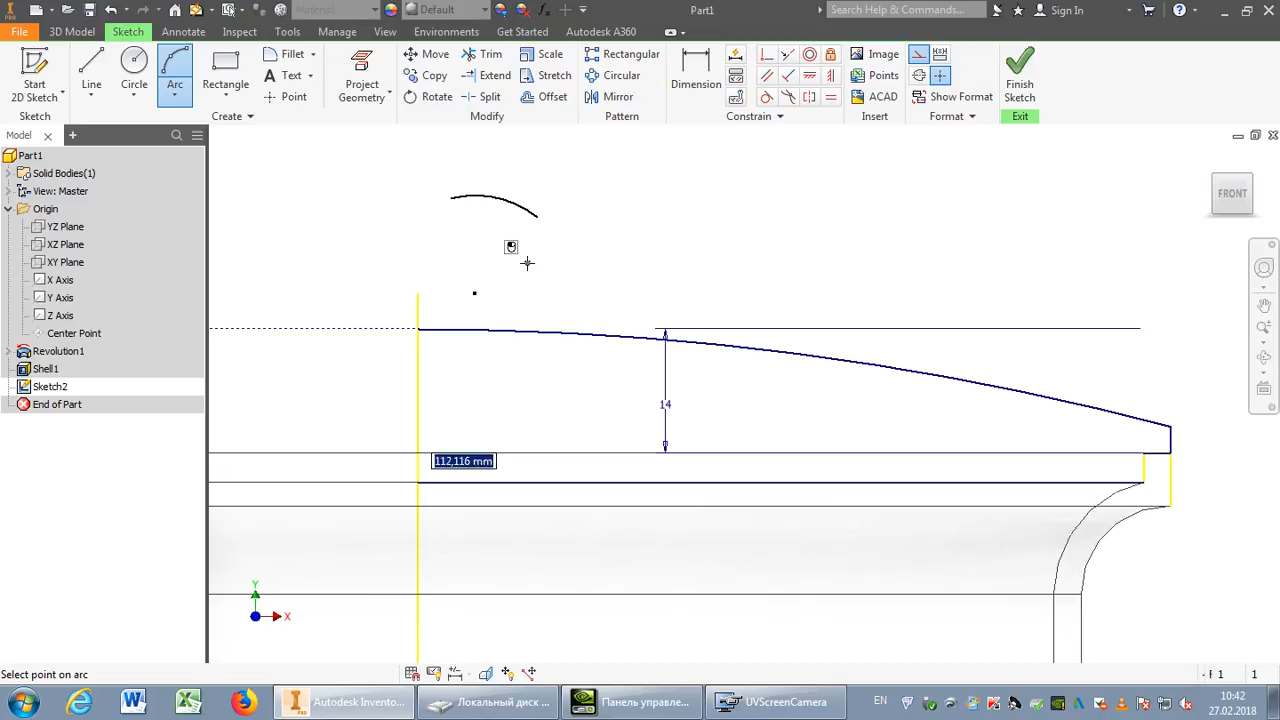 Material
Default
Part1
Search Help & Commands...
Sign In
File
3D Model
Sketch
Annotate
Inspect
Tools
Manage
View
Environments
Get Started
Autodesk A360
Start 2D Sketch
Line
Circle
Arc
Rectangle
Fillet
Text
Point
Project Geometry
Move
Copy
Rotate
Trim
Extend
Split
Scale
Stretch
Offset
Rectangular
Circular
Mirror
Dimension
Image
Points
ACAD
Show Format
Finish Sketch
Sketch
Create
Modify
Pattern
Constrain
Insert
Format
Exit
Model
Part1
Solid Bodies(1)
View: Master
Origin
YZ Plane
XZ Plane
XY Plane
X Axis
Y Axis
Z Axis
Center Point
Revolution1
Shell1
Sketch2
End of Part
FRONT
14
112,116 mm
Y
X
Select point on arc
1
1
Autodesk Invento...
Локальный диск ...
Панель управле...
UVScreenCamera
EN
10:42
27.02.2018